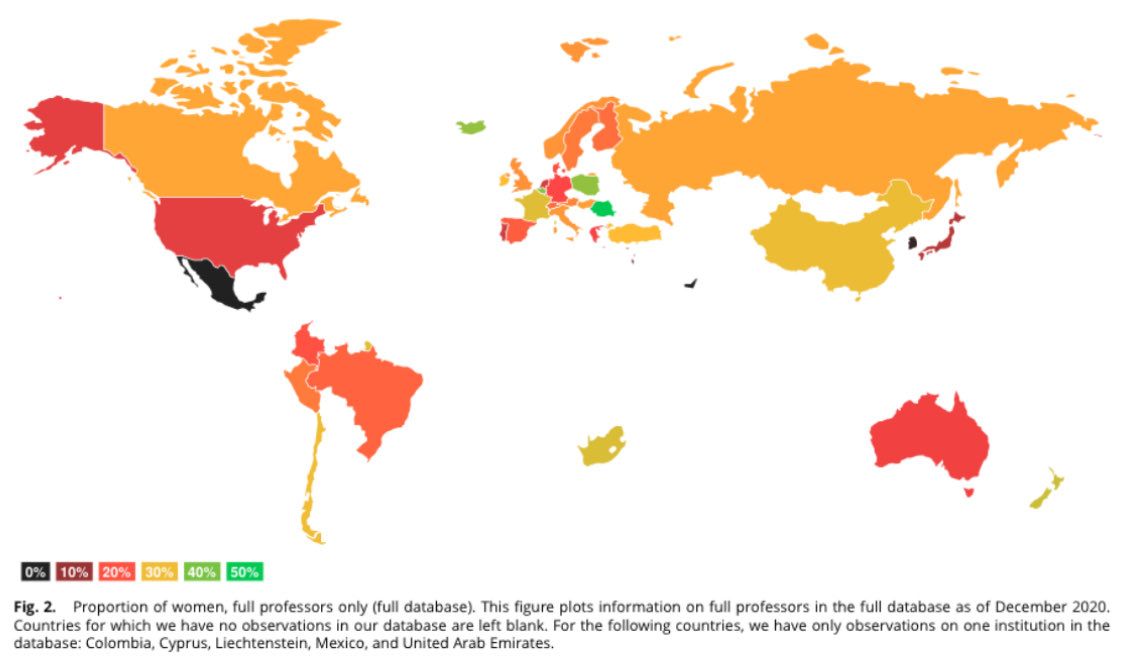 0% 10% 20% 30% 40% 50%
Fig. 2. Proportion of women, full professors only (full database). This figure plots information on full professors in the full database as of December 2020.
Countries for which we have no observations in our database are left blank. For the following countries, we have only observations on one institution in the
database: Colombia, Cyprus, Liechtenstein, Mexico, and United Arab Emirates.